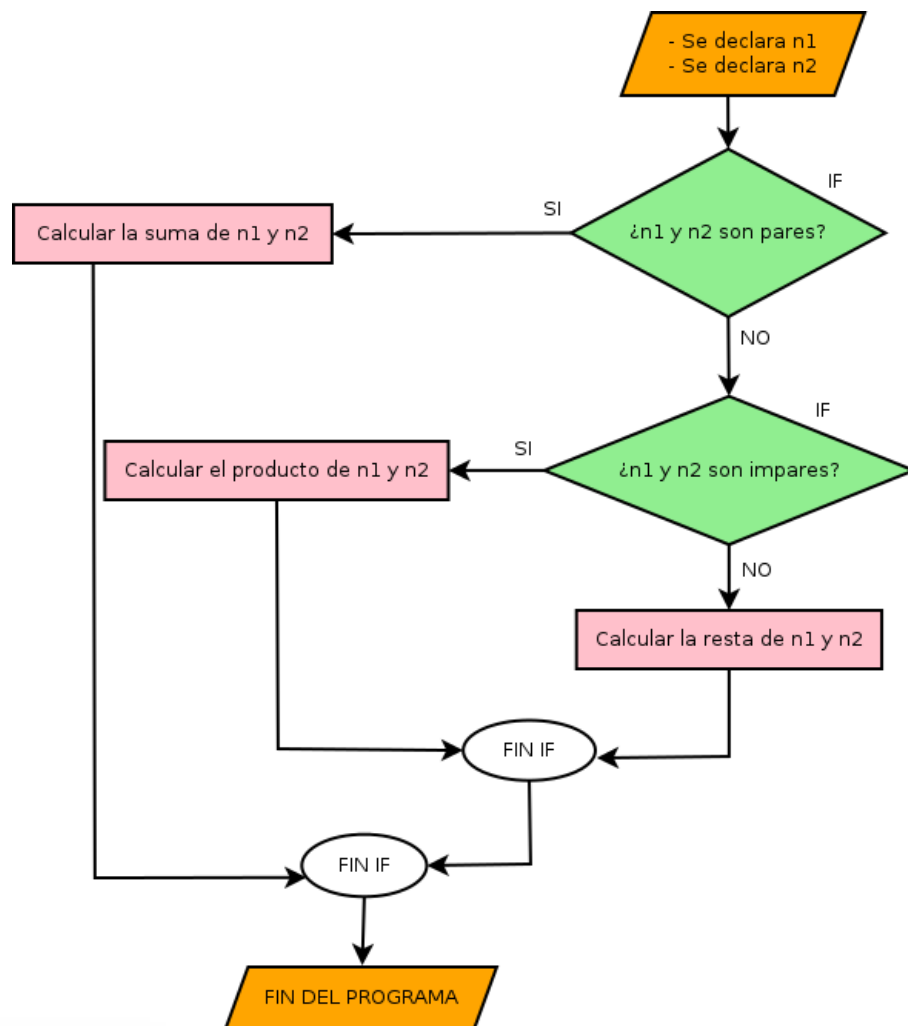 - Se declara n1
- Se declara n2
IF
¿n1 y n2 son pares?
SI
Calcular la suma de n1 y n2
NO
IF
¿n1 y n2 son impares?
SI
Calcular el producto de n1 y n2
NO
Calcular la resta de n1 y n2
FIN IF
FIN IF
FIN DEL PROGRAMA